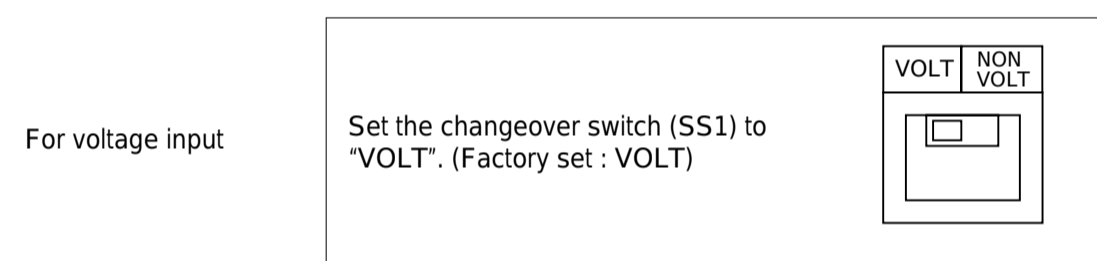 For voltage input
Set the changeover switch (SS1) to
“VOLT”. (Factory set : VOLT)
VOLT
NON
VOLT